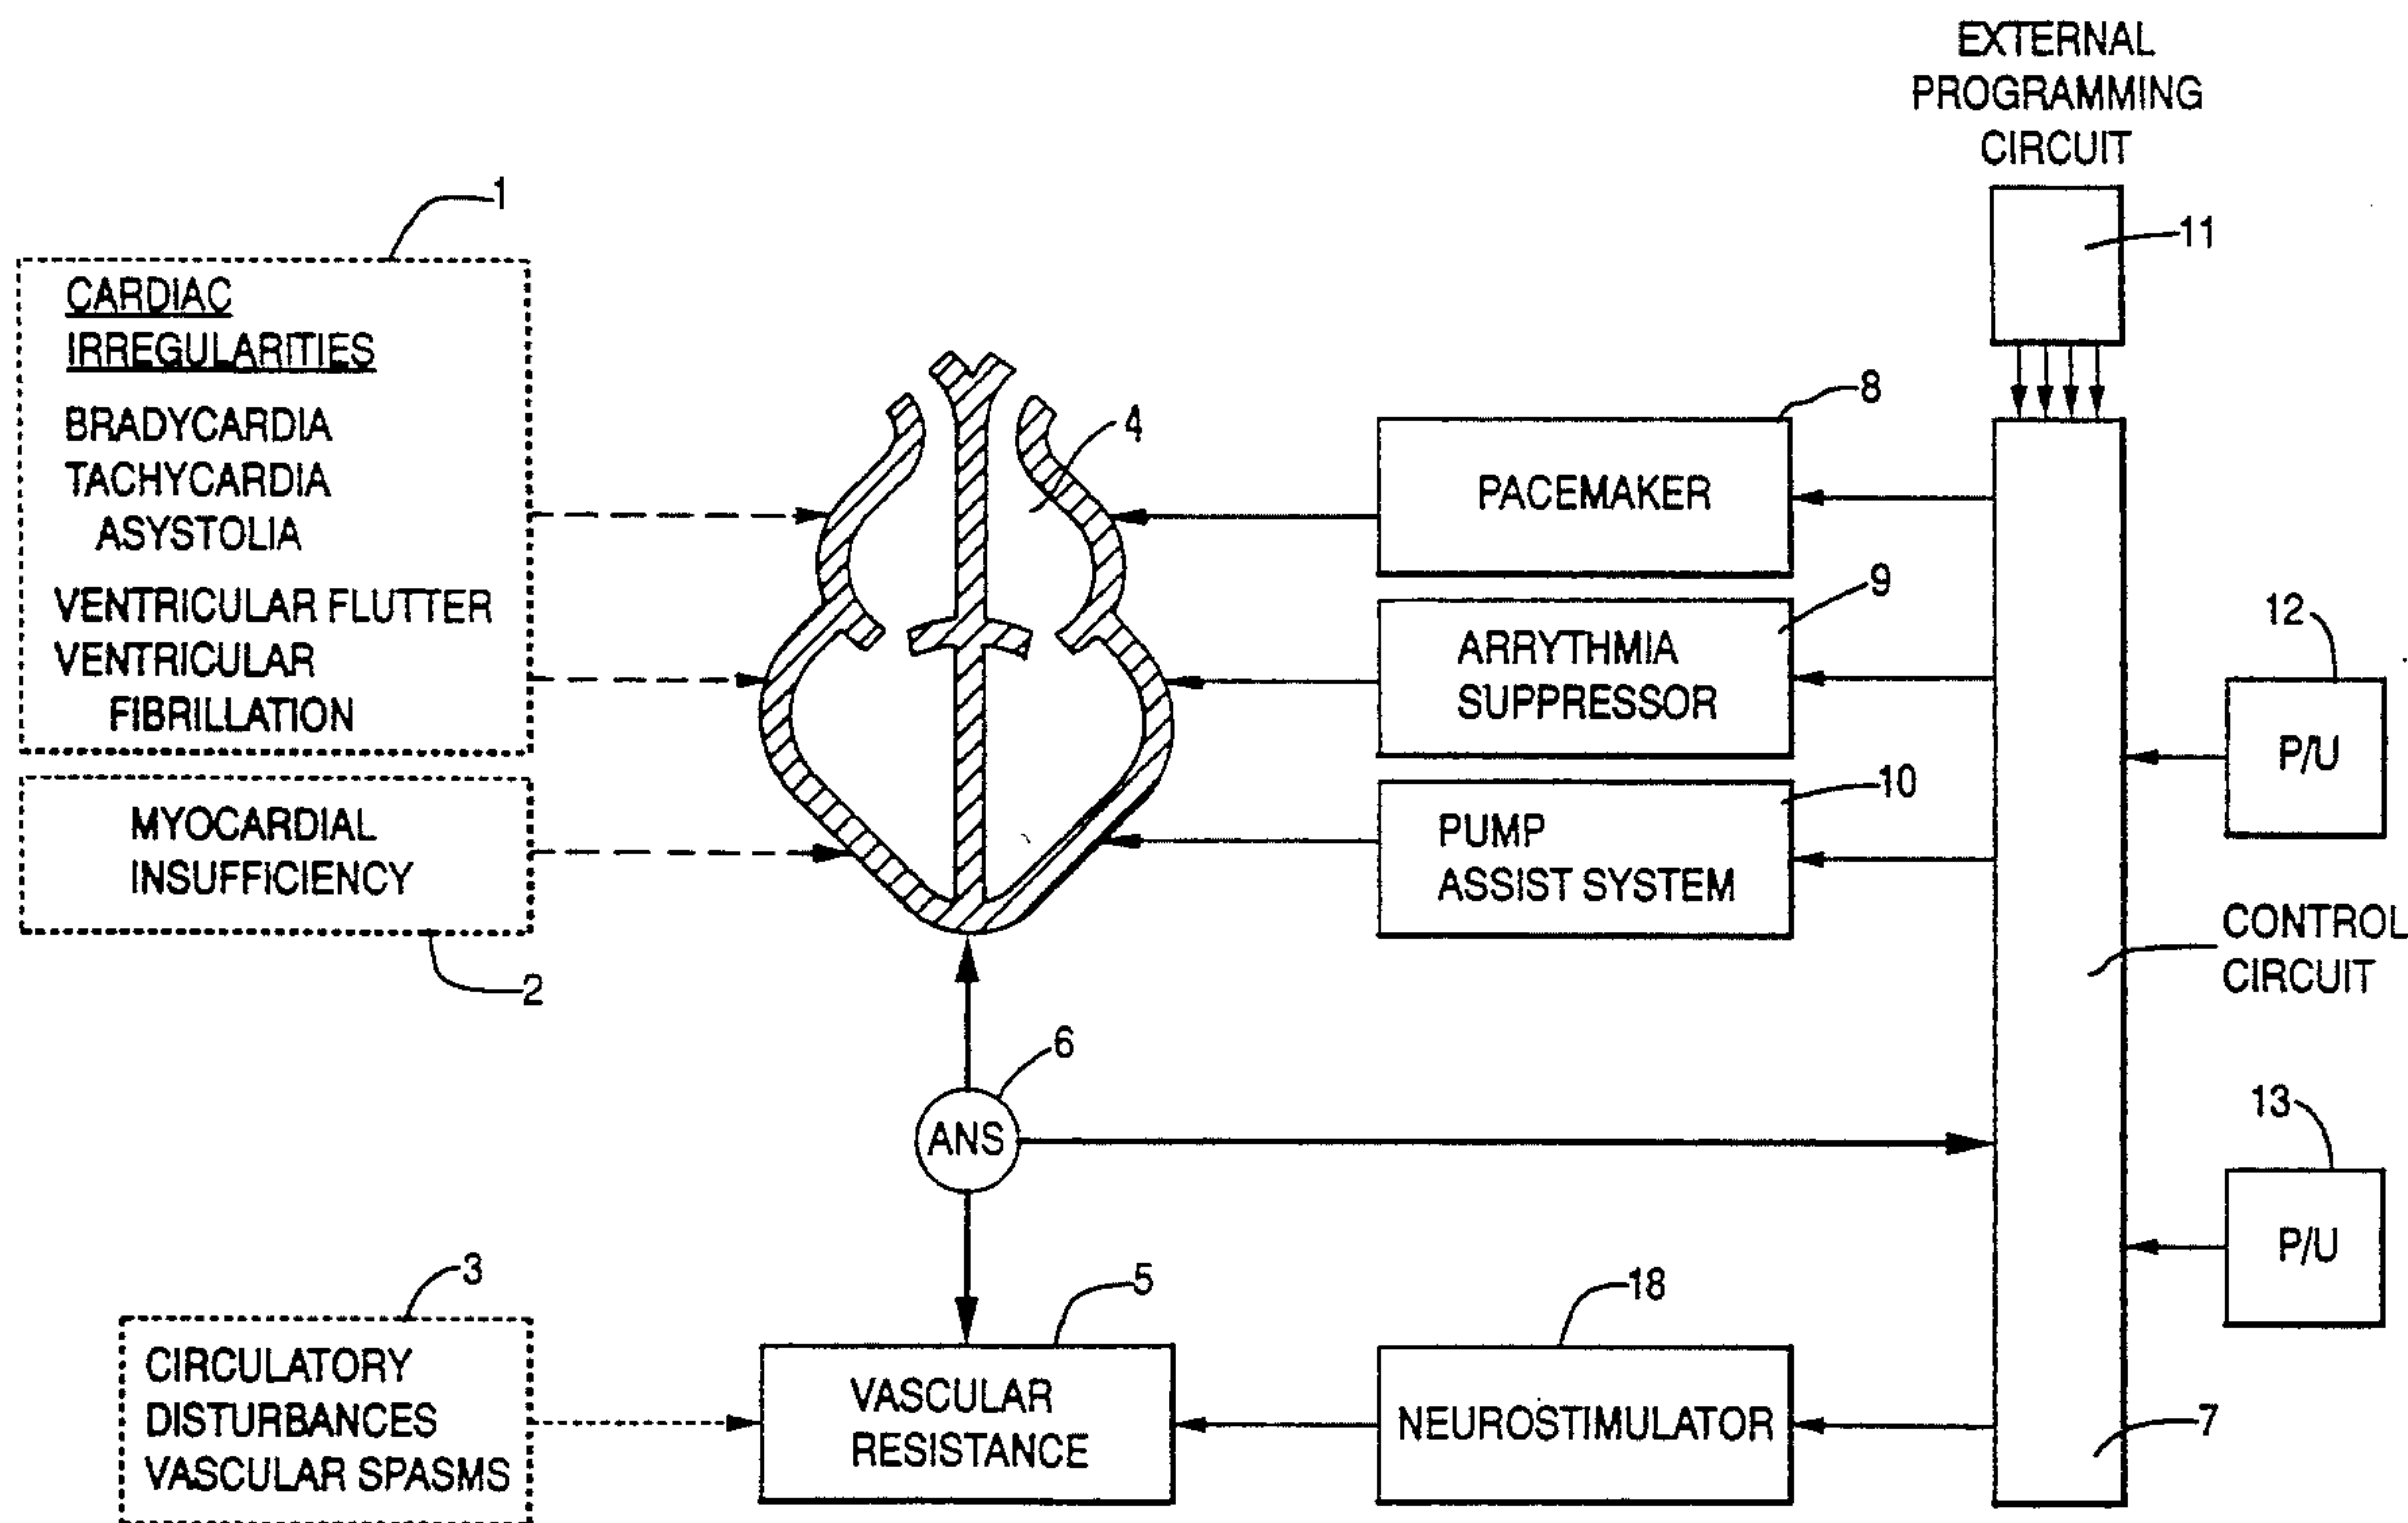 EXTERNAL
PROGRAMMING
CIRCUIT
11
1
CARDIAC
IRREGULARITIES
BRADYCARDIA
TACHYCARDIA
ASYSTOLIA
VENTRICULAR FLUTTER
VENTRICULAR
FIBRILLATION
MYOCARDIAL
INSUFFICIENCY
2
4
8
PACEMAKER
9
ARRYTHMIA
SUPPRESSOR
10
PUMP
ASSIST SYSTEM
12
P/U
CONTROL
CIRCUIT
6
ANS
13
P/U
3
CIRCULATORY
DISTURBANCES
VASCULAR SPASMS
5
VASCULAR
RESISTANCE
18
NEUROSTIMULATOR
7